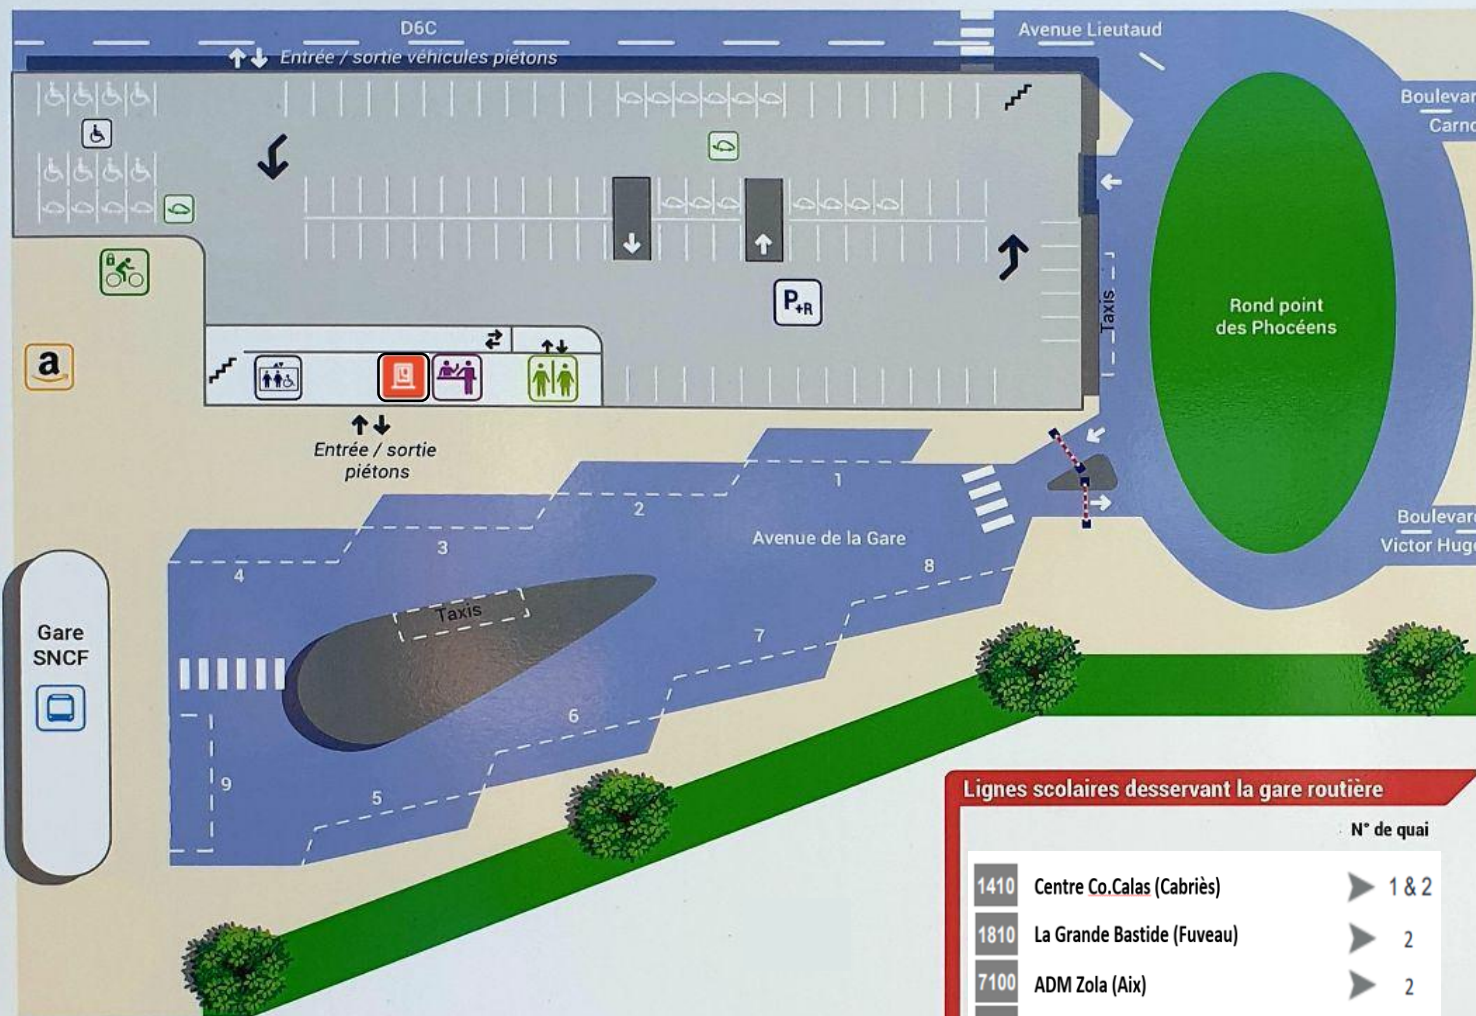 D6C
Avenue Lieutaud
Entrée / sortie véhicules piétons
Boulevar
Carno
Taxis
Rond point
des Phocéens
P+R
a
Entrée / sortie
piétons
1
2
3
4
Avenue de la Gare
8
Boulevard
Victor Hugo
Taxis
7
6
5
9
Gare
SNCF
Lignes scolaires desservant la gare routière
N° de quai
1410 Centre Co.Calas (Cabriès) 1 & 2
1810 La Grande Bastide (Fuveau) 2
7100 ADM Zola (Aix) 2